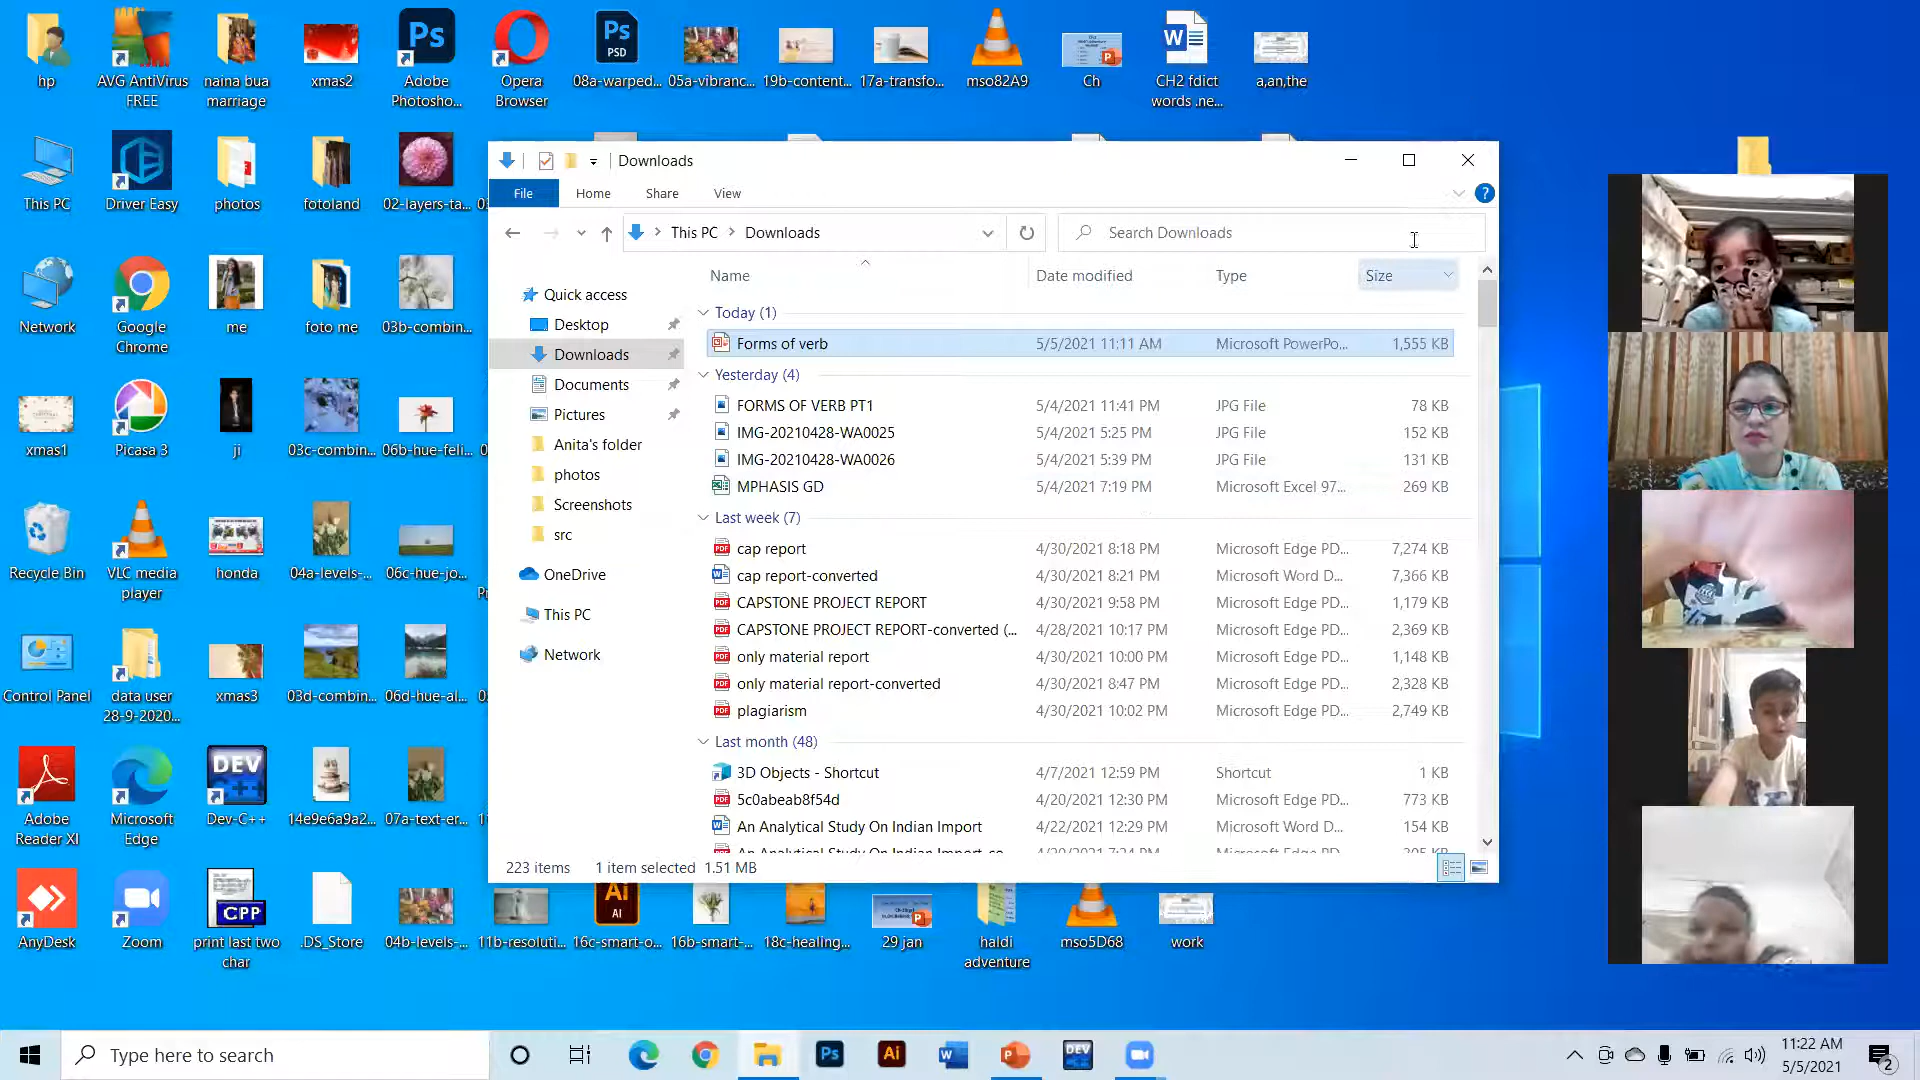 hp
AVG AntiVirus
FREE
naina bua
marriage
xmas2
Adobe
Photosho...
Opera
Browser
08a-warped...
05a-vibranc...
19b-content...
17a-transfo...
mso82A9
Ch
CH2 fdict
words .ne...
a,an,the
This PC
Driver Easy
photos
fotoland
02-layers-ta...
Network
Google
Chrome
me
foto me
03b-combin...
xmas1
Picasa 3
ji
03c-combin...
06b-hue-feli...
Recycle Bin
VLC media
player
honda
04a-levels-...
06c-hue-jo...
Control Panel
data user
28-9-2020...
xmas3
03d-combin...
06d-hue-al...
Adobe
Reader XI
Microsoft
Edge
DEV
Dev-C++
14e9e6a9a2...
07a-text-er...
AnyDesk
Zoom
CPP
print last two
char
.DS_Store
04b-levels-...
11b-resoluti...
16c-smart-o...
16b-smart-...
18c-healing...
29 jan
haldi
adventure
mso5D68
work
Downloads
File Home Share View
This PC > Downloads
Search Downloads
Name Date modified Type Size
Quick access
Desktop
Downloads
Documents
Pictures
Anita's folder
photos
Screenshots
src
OneDrive
This PC
Network
Today (1)
Forms of verb 5/5/2021 11:11 AM Microsoft PowerPo... 1,555 KB
Yesterday (4)
FORMS OF VERB PT1 5/4/2021 11:41 PM JPG File 78 KB
IMG-20210428-WA0025 5/4/2021 5:25 PM JPG File 152 KB
IMG-20210428-WA0026 5/4/2021 5:39 PM JPG File 131 KB
MPHASIS GD 5/4/2021 7:19 PM Microsoft Excel 97... 269 KB
Last week (7)
cap report 4/30/2021 8:18 PM Microsoft Edge PD... 7,274 KB
cap report-converted 4/30/2021 8:21 PM Microsoft Word D... 7,366 KB
CAPSTONE PROJECT REPORT 4/30/2021 9:58 PM Microsoft Edge PD... 1,179 KB
CAPSTONE PROJECT REPORT-converted (... 4/28/2021 10:17 PM Microsoft Edge PD... 2,369 KB
only material report 4/30/2021 10:00 PM Microsoft Edge PD... 1,148 KB
only material report-converted 4/30/2021 8:47 PM Microsoft Edge PD... 2,328 KB
plagiarism 4/30/2021 10:02 PM Microsoft Edge PD... 2,749 KB
Last month (48)
3D Objects - Shortcut 4/7/2021 12:59 PM Shortcut 1 KB
5c0abeab8f54d 4/20/2021 12:30 PM Microsoft Edge PD... 773 KB
An Analytical Study On Indian Import 4/22/2021 12:29 PM Microsoft Word D... 154 KB
223 items 1 item selected 1.51 MB
Type here to search
11:22 AM
5/5/2021
2